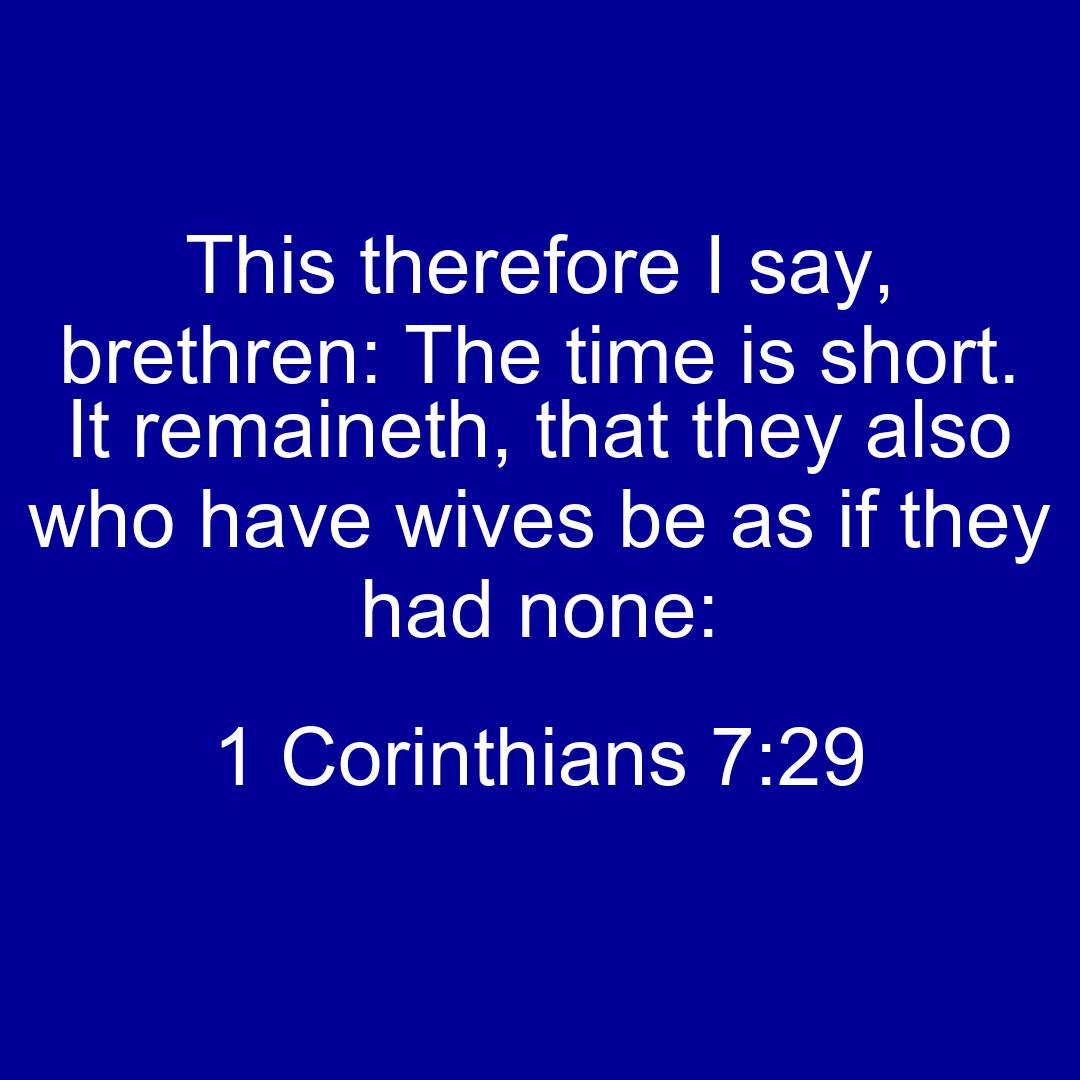 This therefore I say,
brethren: The time is short.
It remaineth, that they also
who have wives be as if they
had none:
1 Corinthians 7:29